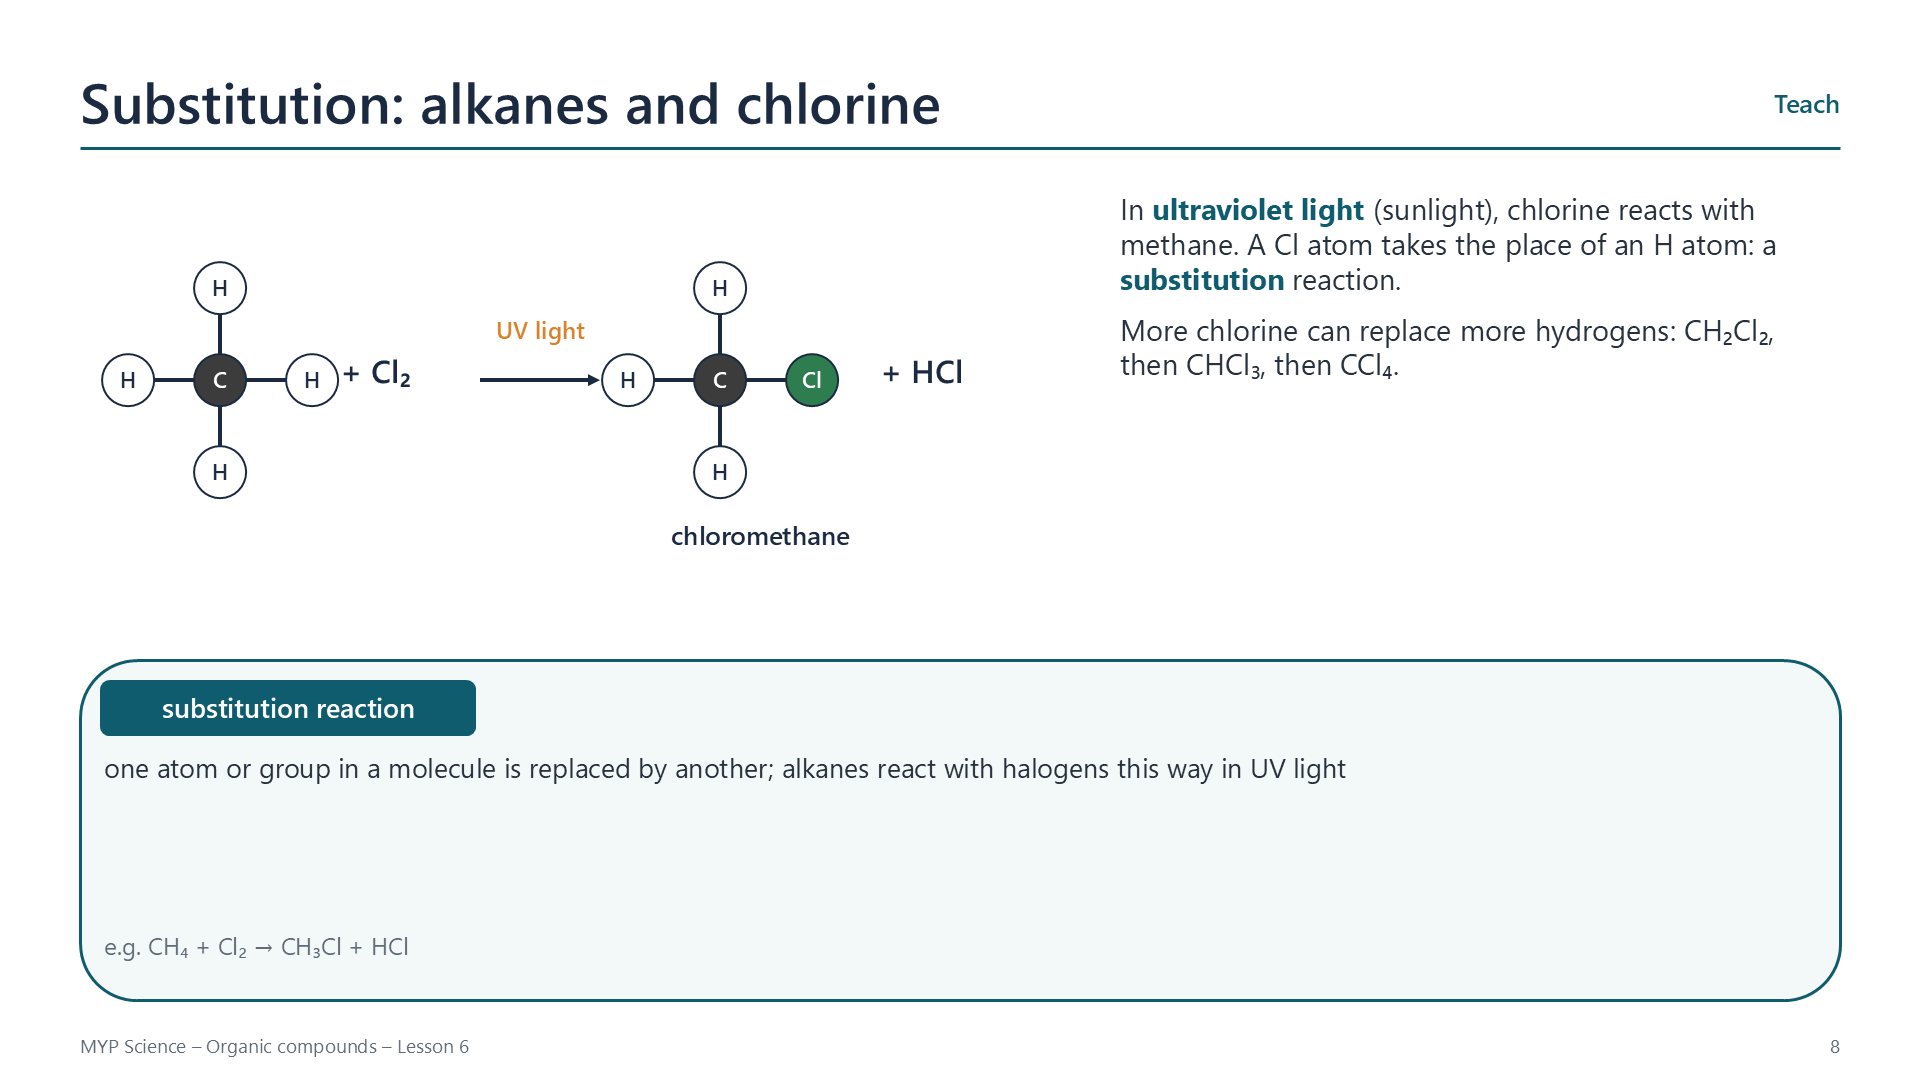 Substitution: alkanes and chlorine
Teach
H
H
UV light
H C H + Cl₂ H C Cl + HCl
H
H
chloromethane
In ultraviolet light (sunlight), chlorine reacts with
methane. A Cl atom takes the place of an H atom: a
substitution reaction.
More chlorine can replace more hydrogens: CH₂Cl₂,
then CHCl₃, then CCl₄.
substitution reaction
one atom or group in a molecule is replaced by another; alkanes react with halogens this way in UV light
e.g. CH₄ + Cl₂ → CH₃Cl + HCl
MYP Science – Organic compounds – Lesson 6
8